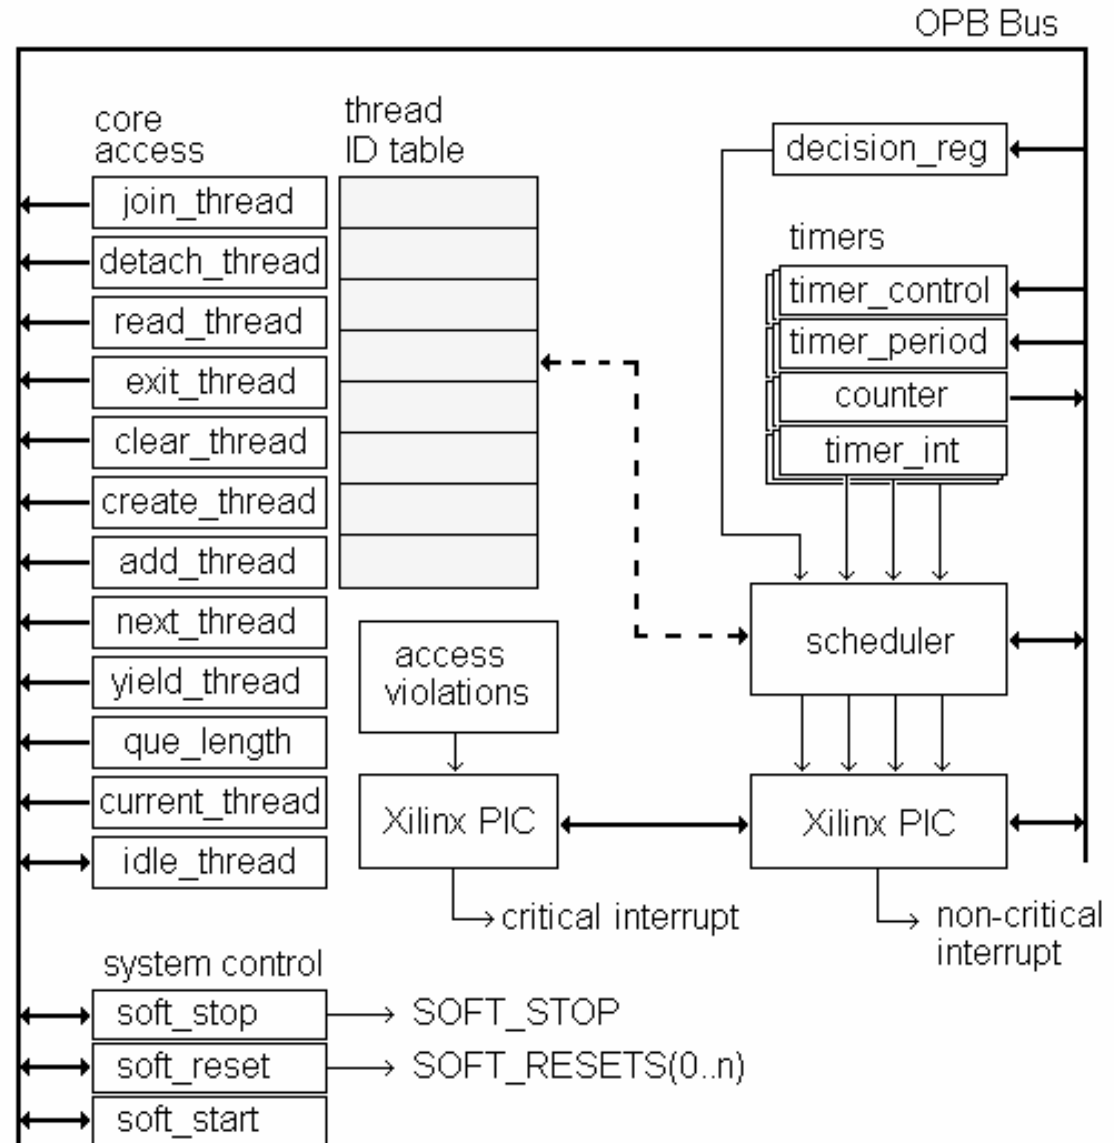 OPB Bus
core
access
thread
ID table
join_thread
detach_thread
read_thread
exit_thread
clear_thread
create_thread
add_thread
next_thread
yield_thread
que_length
current_thread
idle_thread
access
violations
Xilinx PIC
critical interrupt
decision_reg
timers
timer_control
timer_period
counter
timer_int
scheduler
Xilinx PIC
non-critical
interrupt
system control
soft_stop
SOFT_STOP
soft_reset
SOFT_RESETS(0..n)
soft_start